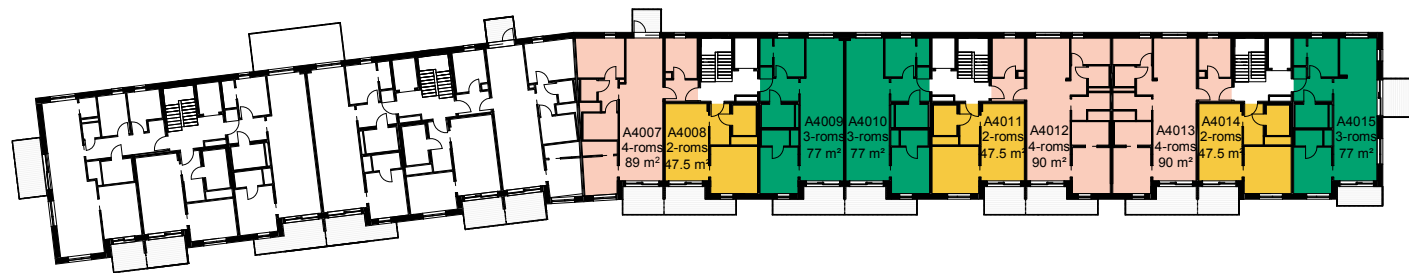 A4007
4-roms
89 m²
A4008
2-roms
47.5 m²
A4009
3-roms
77 m²
A4010
3-roms
77 m²
A4011
2-roms
47.5 m²
A4012
4-roms
90 m²
A4013
4-roms
90 m²
A4014
2-roms
47.5 m²
A4015
3-roms
77 m²